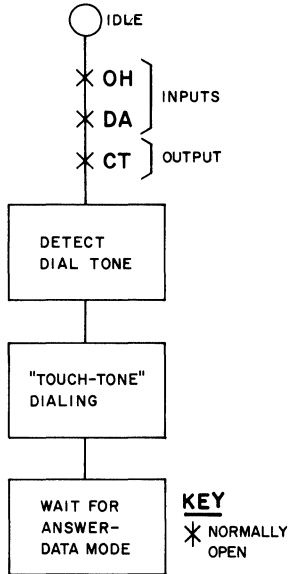 IDLE
OH
DA
INPUTS
CT
OUTPUT
DETECT
DIAL TONE
"TOUCH-TONE"
DIALING
WAIT FOR
ANSWER-
DATA MODE
KEY
NORMALLY
OPEN